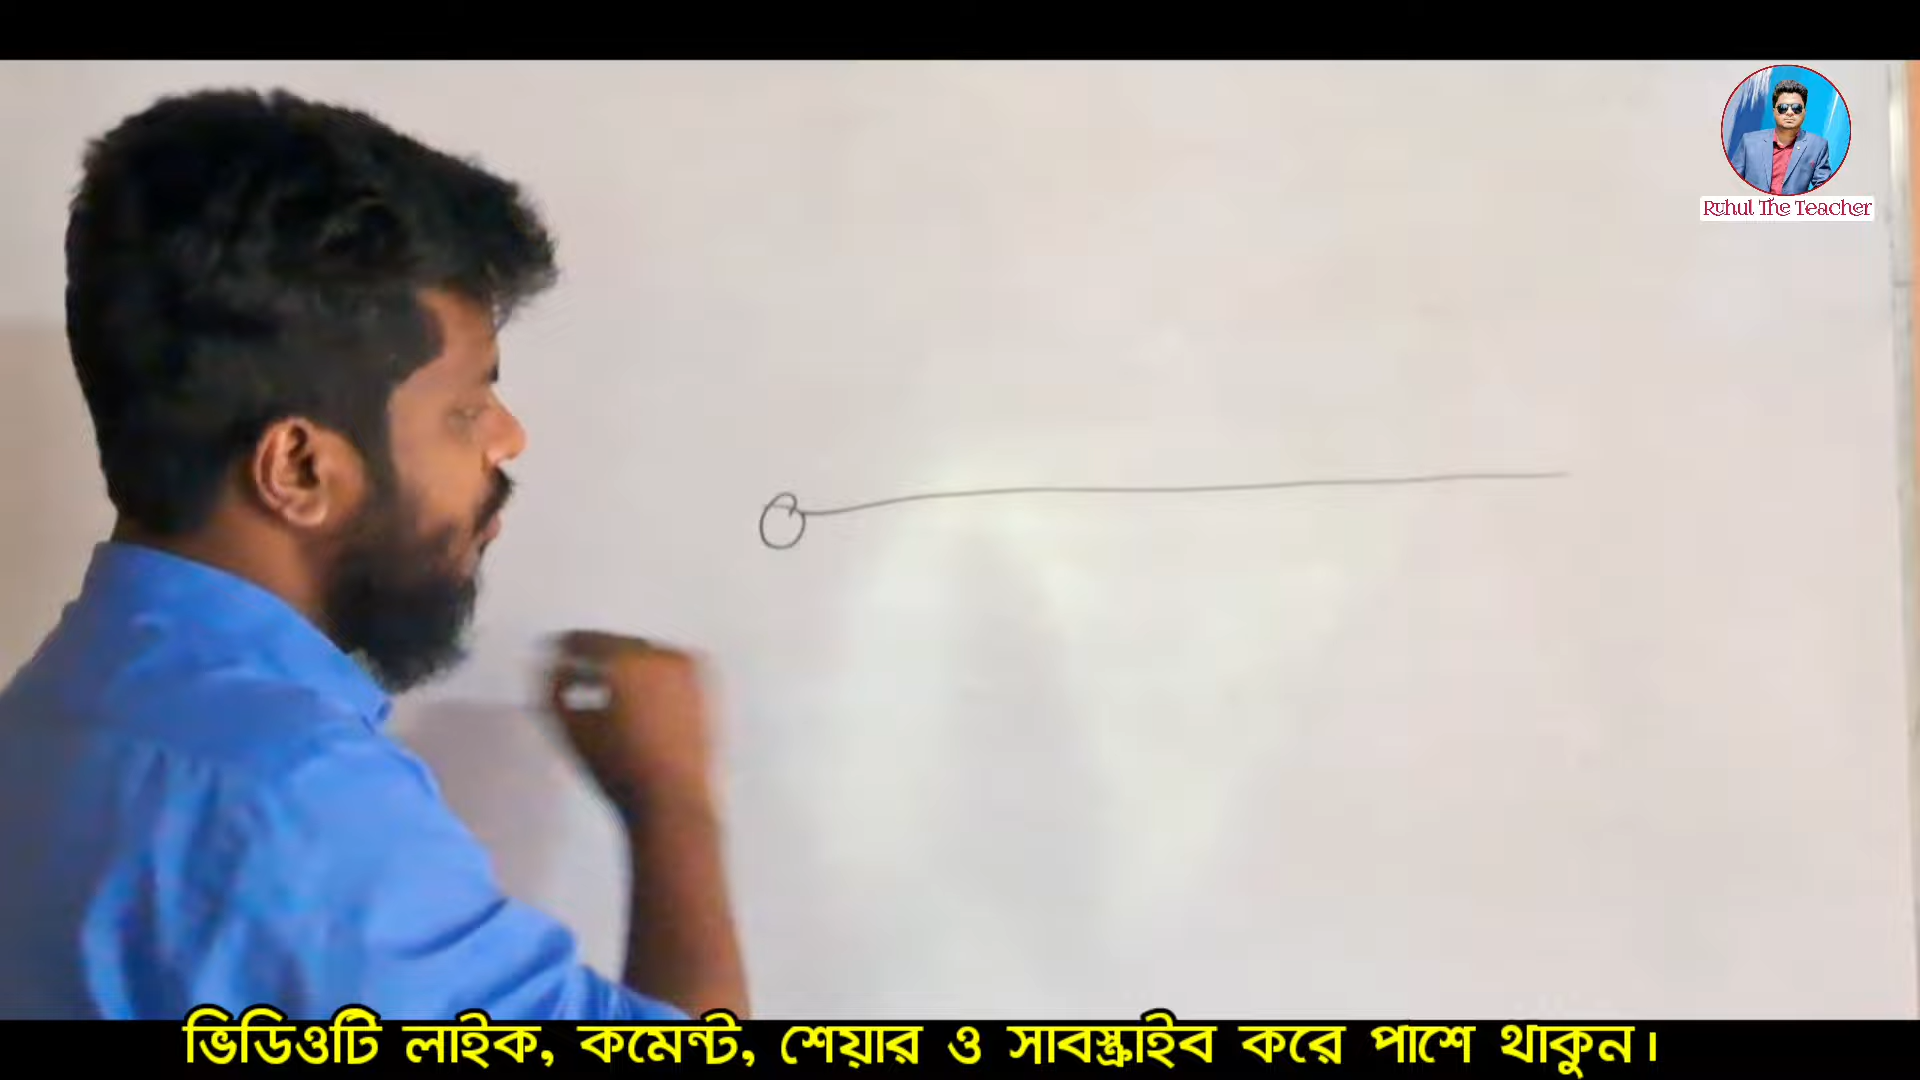 Ruhul The Teacher
ভিডিওটি লাইক, কমেন্ট, শেয়ার ও সাবস্ক্রাইব করে পাশে থাকুন।